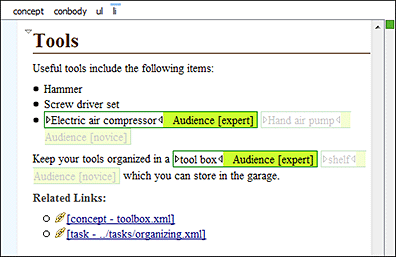 concept conbody ul li
Tools
Useful tools include the following items:
Hammer
Screw driver set
Electric air compressor Audience [expert] Hand air pump
Audience [novice]
Keep your tools organized in a tool box Audience [expert] shelf
Audience [novice] which you can store in the garage.
Related Links:
[concept - toolbox.xml]
[task - ../tasks/organizing.xml]